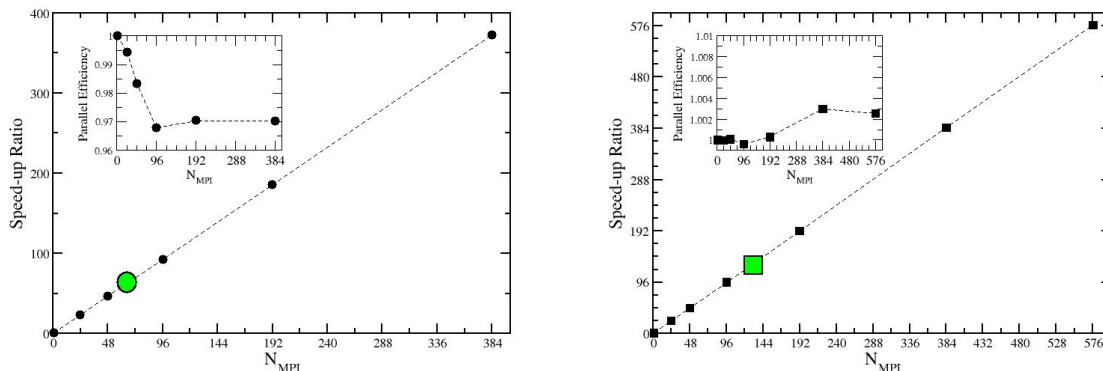 400
300
200
100
0
Speed-up Ratio
0 48 96 144 192 240 288 336 384
N_MPI
1
0.99
0.98
0.97
0.96
Parallel Efficiency
0 96 192 288 384
N_MPI
576
480
384
288
192
96
0
Speed-up Ratio
0 48 96 144 192 240 288 336 384 432 480 528 576
N_MPI
1.01
1.008
1.006
1.004
1.002
1
Parallel Efficiency
0 96 192 288 384 480 576
N_MPI